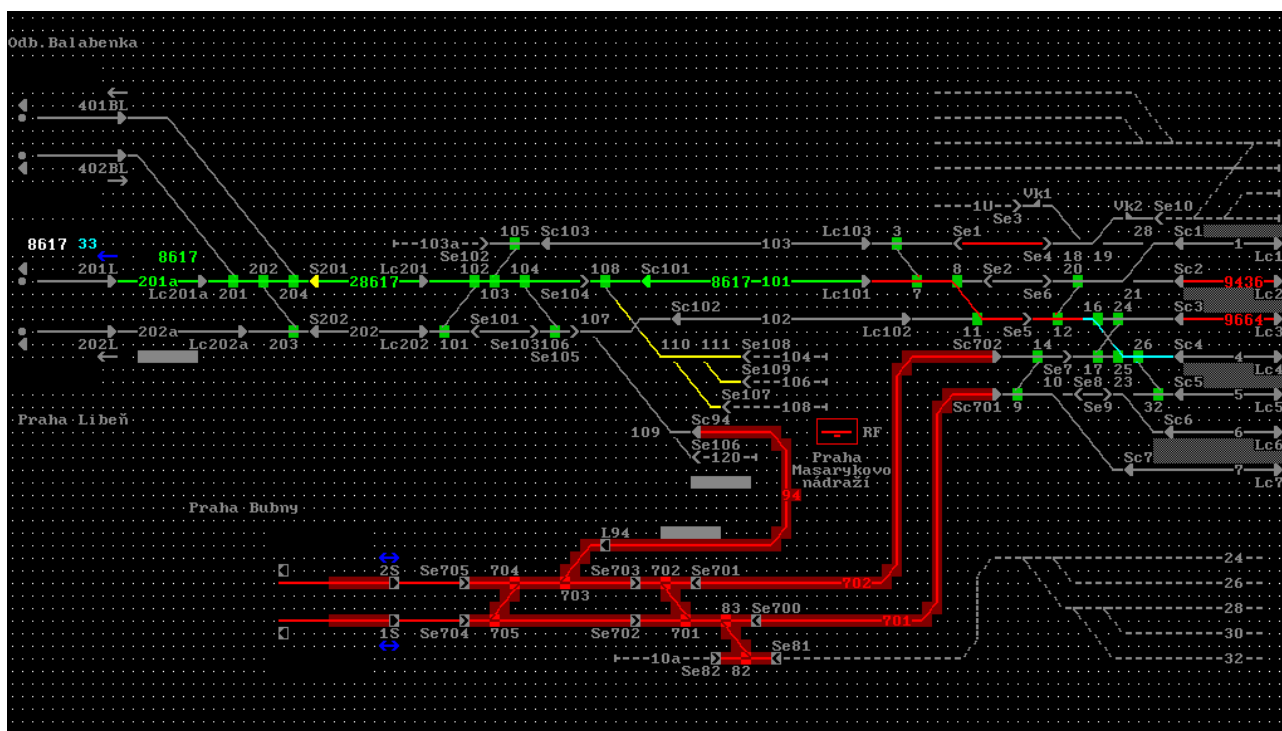 Odb.Balabenka
401BL
402BL
1U
Vk1
Se3
Vk2 Se10
8617 33
8617
105 Sc103
103a
Se102
103
Lc103 3 Se1
Se4 18 19
28 Sc1
1
Lc1
201L
201a
Lc201a
201
202
204
S201
28617
Lc201
102
103
104
Se104
108
Sc101
8617-101
Lc101
7
8 Se2
Se6
20
21
Sc2
9436
Lc2
202L
202a
Lc202a
203
S202
202
Lc202
101
Se101
Se103
106
Se105
107
Sc102
102
Lc102
11
Se5
12
16 24
Sc3
9664
Lc3
110 111
Se108
104
Sc702
14
Se7
17 25
26
Sc4
4
Lc4
Se109
106
Se107
108
Sc701
9
10 Se8 23
Se9
32
Sc5
5
Lc5
Praha Libeň
109
Sc94
Se106
120
RF
Praha
Masarykovo
nádraží
Sc6
6
Lc6
Sc7
7
Lc7
94
Praha Bubny
L94
2S
Se705
704
703
Se703
702
Se701
702
1S
Se704
705
Se702
701
83 Se700
701
10a
Se82 82
Se81
24
26
28
30
32